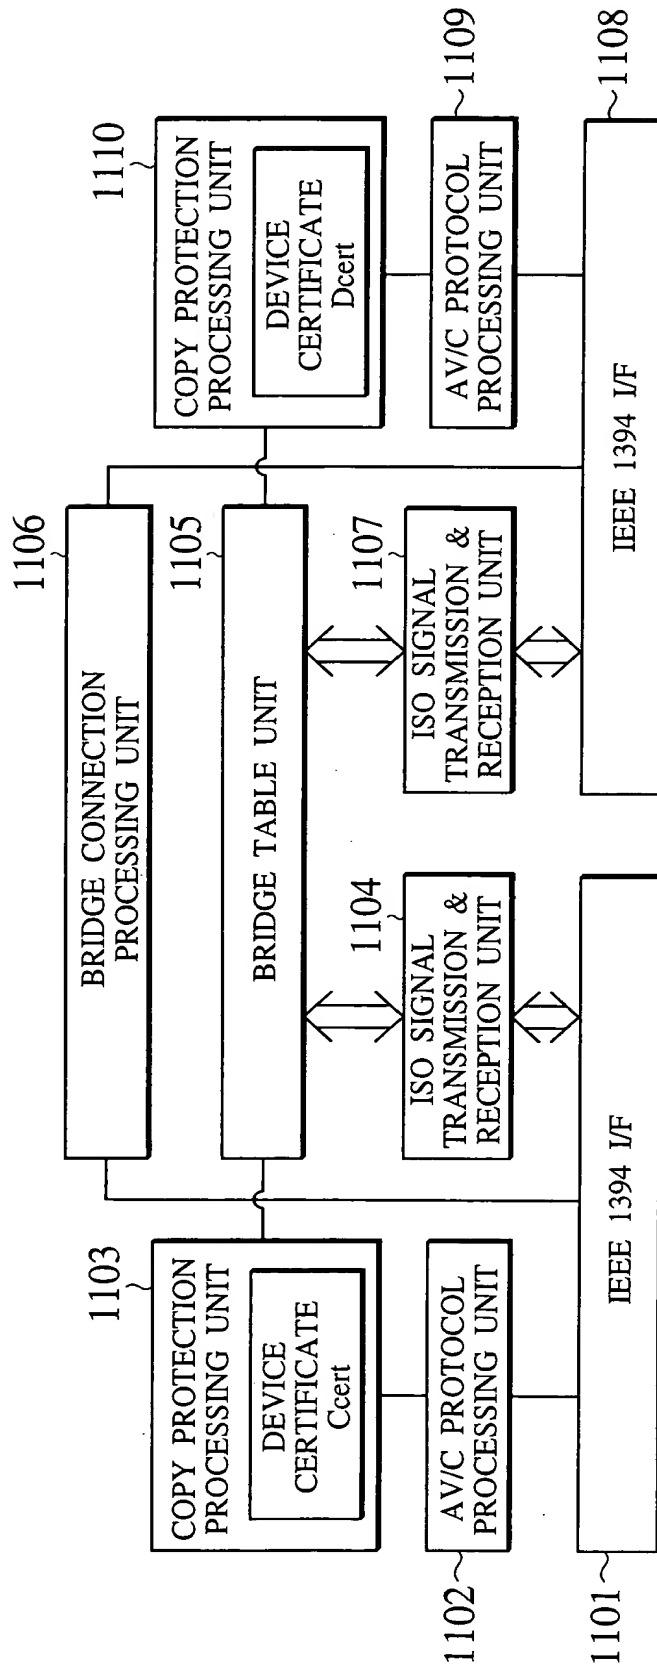 1106
BRIDGE CONNECTION
PROCESSING UNIT
1103
COPY PROTECTION
PROCESSING UNIT
DEVICE
CERTIFICATE
Ccert
1105
BRIDGE TABLE UNIT
1110
COPY PROTECTION
PROCESSING UNIT
DEVICE
CERTIFICATE
Dcert
1102
AV/C PROTOCOL
PROCESSING UNIT
1104
ISO SIGNAL
TRANSMISSION &
RECEPTION UNIT
1107
ISO SIGNAL
TRANSMISSION &
RECEPTION UNIT
1109
AV/C PROTOCOL
PROCESSING UNIT
1101
IEEE 1394 I/F
IEEE 1394 I/F
1108